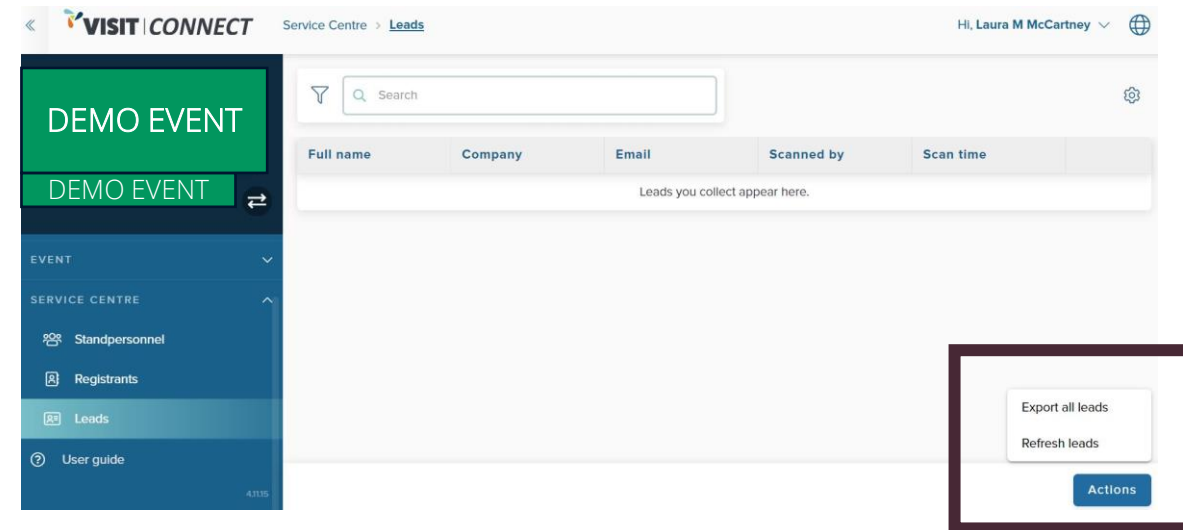 VISIT CONNECT
Service Centre > Leads
Hi, Laura M McCartney
DEMO EVENT
DEMO EVENT
EVENT
SERVICE CENTRE
Standpersonnel
Registrants
Leads
User guide
4.11.15
Search
Full name Company Email Scanned by Scan time
Leads you collect appear here.
Export all leads
Refresh leads
Actions